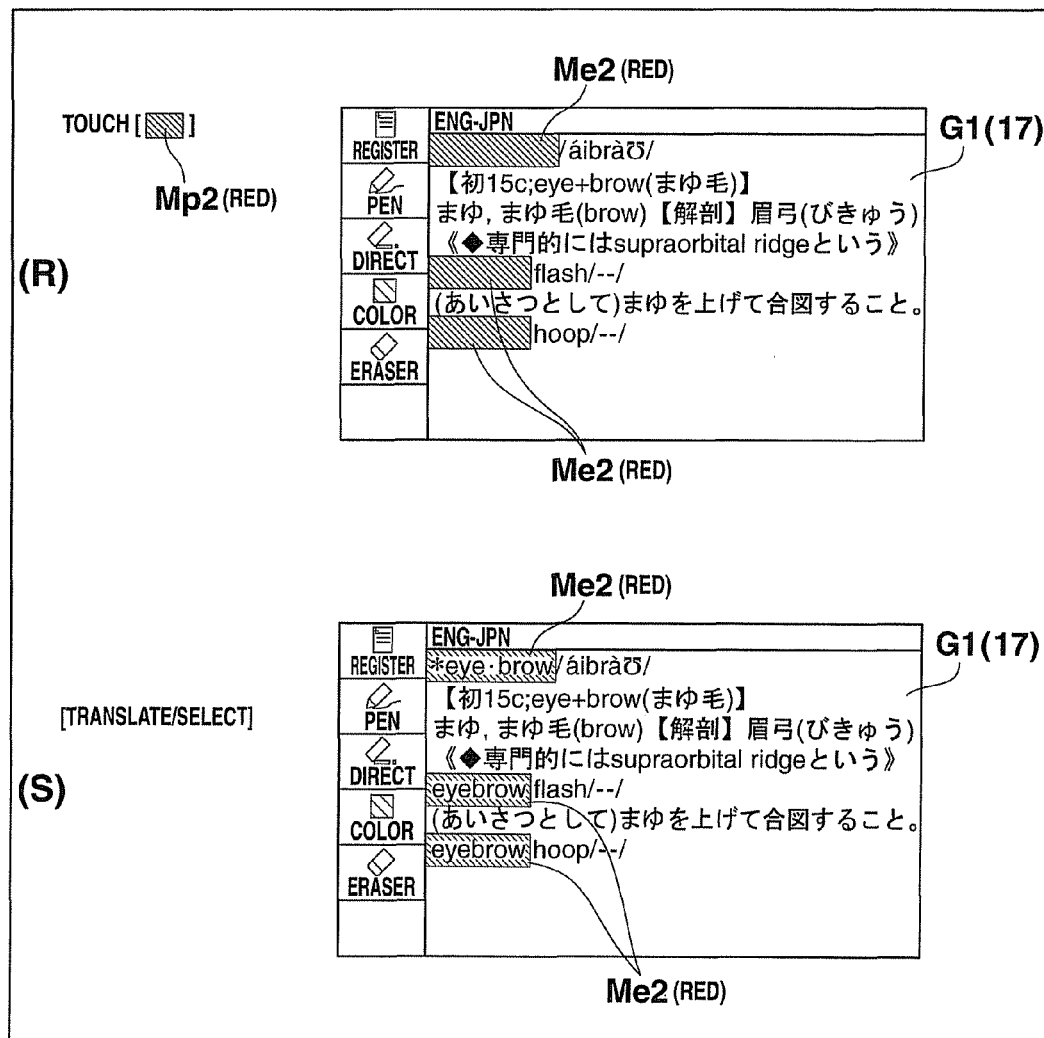 Me2 (RED)
TOUCH [ ]
Mp2 (RED)
(R)
G1(17)
REGISTER
PEN
DIRECT
COLOR
ERASER
ENG-JPN
/áibràʊ/
【初15c;eye+brow(まゆ毛)】
まゆ, まゆ毛(brow)【解剖】眉弓(びきゅう)
《◆専門的にはsupraorbital ridgeという》
flash/--/
(あいさつとして)まゆを上げて合図すること。
hoop/--/
Me2 (RED)
Me2 (RED)
[TRANSLATE/SELECT]
(S)
G1(17)
REGISTER
PEN
DIRECT
COLOR
ERASER
ENG-JPN
*eye·brow/áibràʊ/
【初15c;eye+brow(まゆ毛)】
まゆ, まゆ毛(brow)【解剖】眉弓(びきゅう)
《◆専門的にはsupraorbital ridgeという》
eyebrow flash/--/
(あいさつとして)まゆを上げて合図すること。
eyebrow hoop/--/
Me2 (RED)